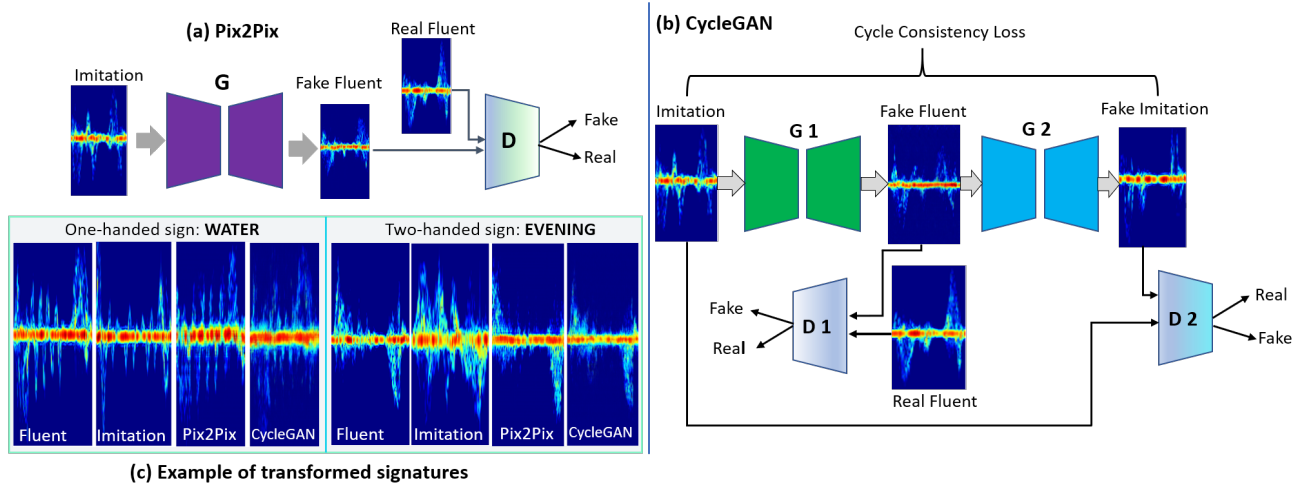 (a) Pix2Pix
Real Fluent
Imitation
G
Fake Fluent
D
Fake
Real
One-handed sign: WATER
Two-handed sign: EVENING
Fluent
Imitation
Pix2Pix
CycleGAN
Fluent
Imitation
Pix2Pix
CycleGAN
(c) Example of transformed signatures
(b) CycleGAN
Cycle Consistency Loss
Imitation
G 1
Fake Fluent
G 2
Fake Imitation
Fake
Real
D 1
Real Fluent
D 2
Real
Fake